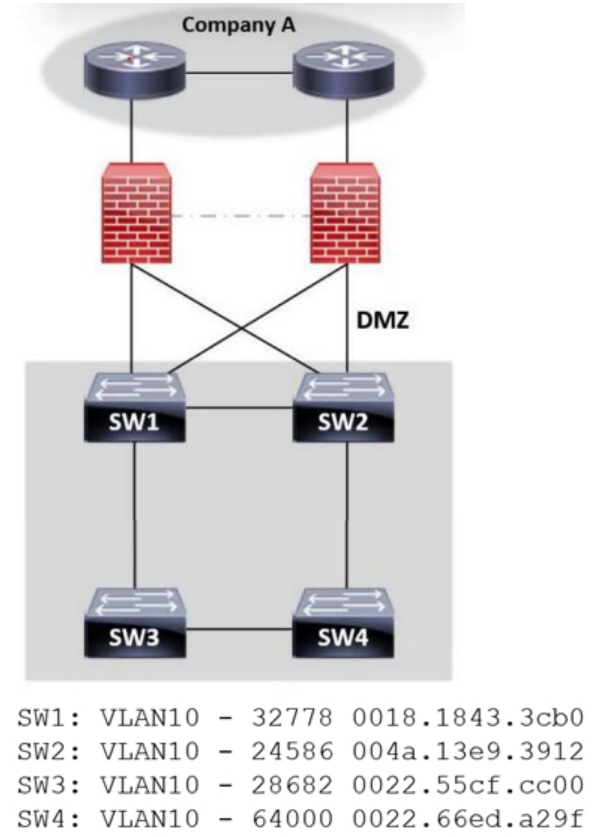 Company A
DMZ
SW1
SW2
SW3
SW4
SW1: VLAN10 - 32778 0018.1843.3cb0
SW2: VLAN10 - 24586 004a.13e9.3912
SW3: VLAN10 - 28682 0022.55cf.cc00
SW4: VLAN10 - 64000 0022.66ed.a29f